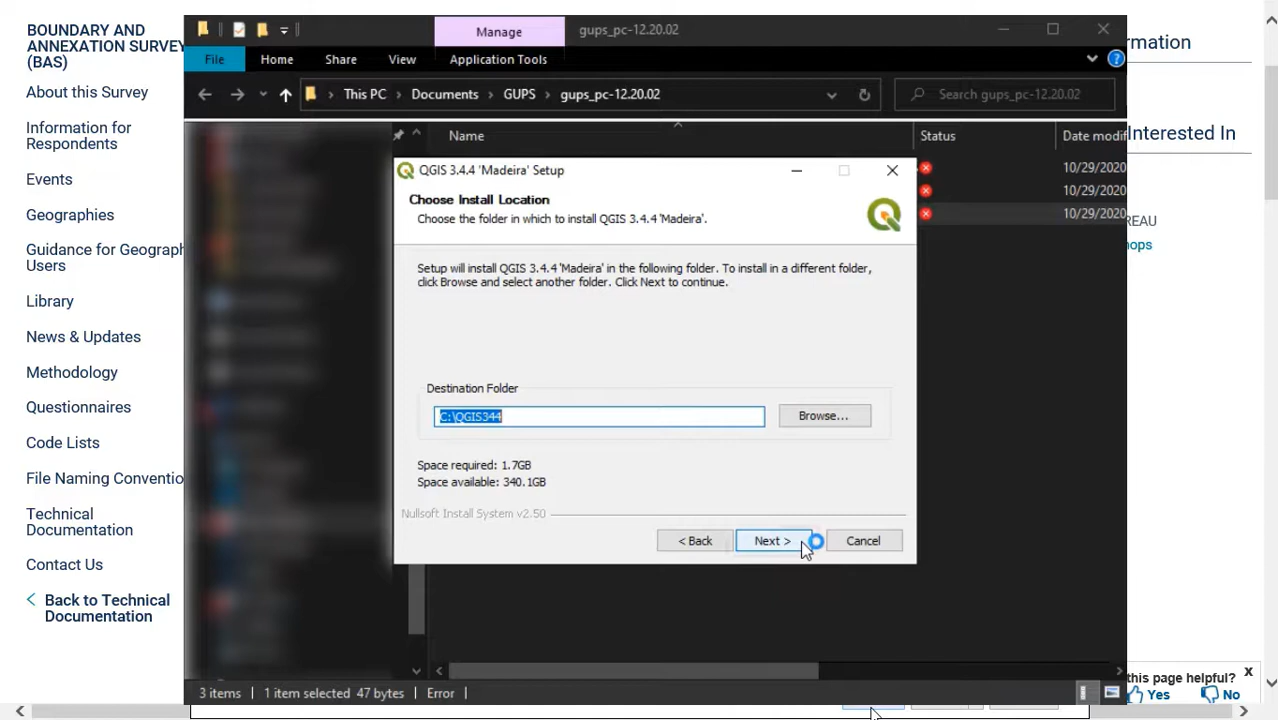 BOUNDARY AND
ANNEXATION SURVEY
(BAS)
About this Survey
Information for
Respondents
Events
Geographies
Guidance for Geograph
Users
Library
News & Updates
Methodology
Questionnaires
Code Lists
File Naming Conventio
Technical
Documentation
Contact Us
Back to Technical
Documentation
Manage
gups_pc-12.20.02
File
Home
Share
View
Application Tools
This PC
Documents
GUPS
gups_pc-12.20.02
Search gups_pc-12.20.02
Name
Status
Date modif
10/29/2020
10/29/2020
10/29/2020
QGIS 3.4.4 'Madeira' Setup
Choose Install Location
Choose the folder in which to install QGIS 3.4.4 'Madeira'.
Setup will install QGIS 3.4.4 'Madeira' in the following folder. To install in a different folder,
click Browse and select another folder. Click Next to continue.
Destination Folder
C:\QGIS344
Browse...
Space required: 1.7GB
Space available: 340.1GB
Nullsoft Install System v2.50
< Back
Next >
Cancel
3 items
1 item selected 47 bytes
Error
rmation
Interested In
REAU
hops
this page helpful?
X
Yes
No